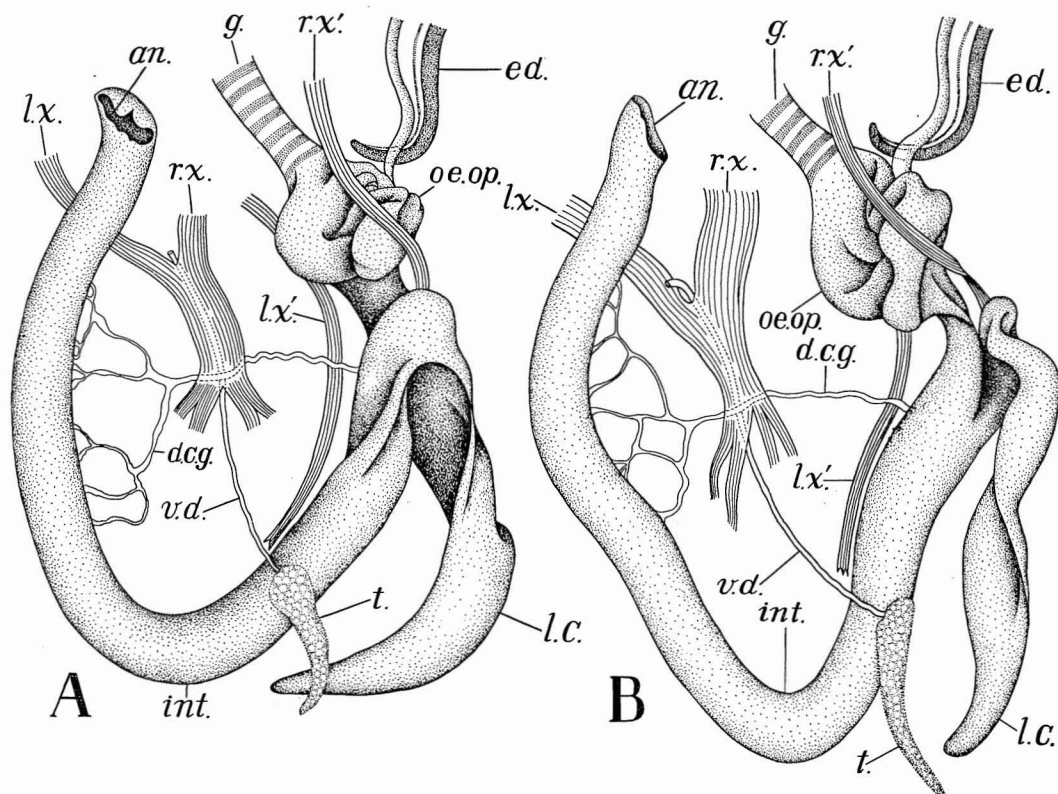 g.
r.x'.
an.
ed.
l.x.
r.x.
oe.op.
l.x'.
d.c.g.
v.d.
t.
l.c.
int.
A
g.
r.x'.
ed.
an.
r.x.
l.x.
oe.op.
d.c.g.
l.x'.
v.d.
int.
B
l.c.
t.